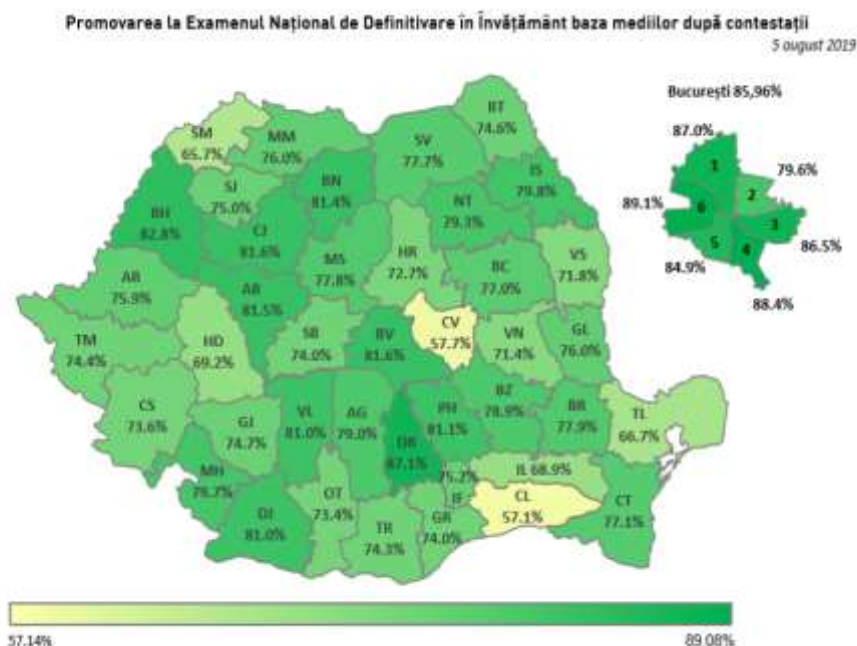 Promovarea la Examenul Național de Definitivare în Învățământ baza mediilor după contestații
5 august 2019
București 85,96%
87.0%
1
79.6%
2
89.1%
6
3
86.5%
5
4
84.9%
88.4%
BT
74.6%
SM
65.7%
MM
76.0%
SV
77.7%
IS
79.8%
SJ
75.0%
BN
81.4%
NT
79.3%
BH
82.8%
CJ
81.6%
MS
77.8%
HR
72.7%
BC
77.0%
VS
71.8%
AR
75.9%
AB
81.5%
CV
57.7%
TM
74.4%
HD
69.2%
SB
74.0%
BV
81.6%
VN
71.4%
GL
76.0%
CS
73.6%
GJ
74.7%
VL
81.0%
AG
79.0%
DB
87.1%
PH
81.1%
BZ
78.9%
BR
77.9%
TL
66.7%
MH
75.2%
IF
IL 68.9%
DJ
81.0%
OT
73.4%
TR
74.3%
GR
74.0%
CL
57.1%
CT
77.1%
57.14%
89.08%